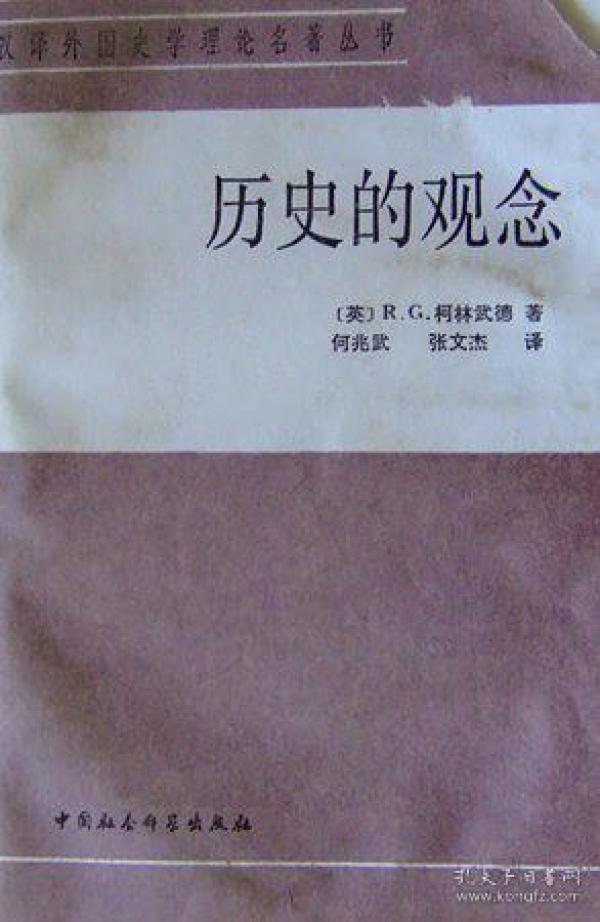 汉译外国史学理论名著丛书
历史的观念
〔英〕R.G.柯林武德 著
何兆武 张文杰 译
中国社会科学出版社
孔夫子旧书网
www.kongfz.com